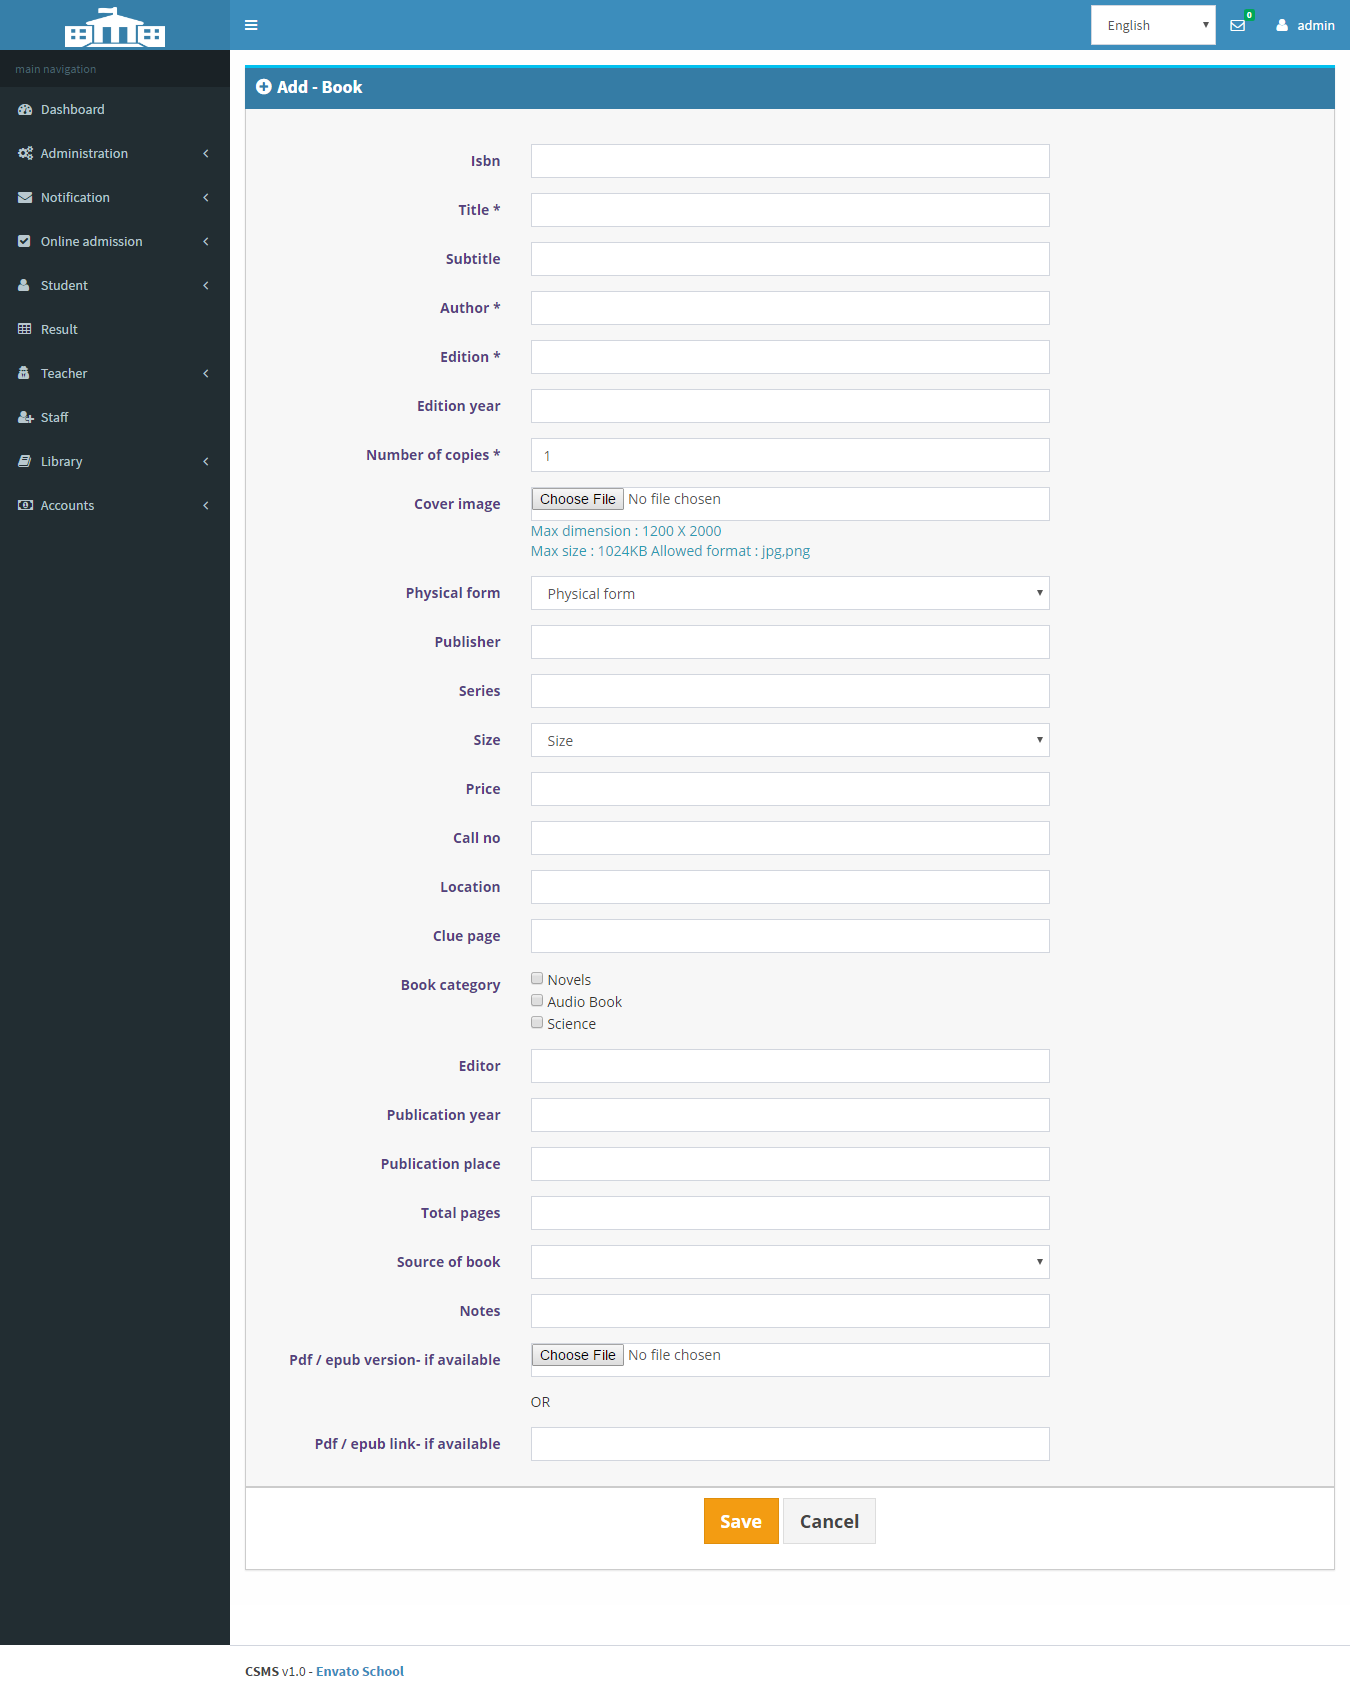 English
0
admin
main navigation
Dashboard
Administration
Notification
Online admission
Student
Result
Teacher
Staff
Library
Accounts
Add - Book
Isbn
Title *
Subtitle
Author *
Edition *
Edition year
Number of copies * 1
Cover image Choose File No file chosen
Max dimension : 1200 X 2000
Max size : 1024KB Allowed format : jpg,png
Physical form Physical form
Publisher
Series
Size Size
Price
Call no
Location
Clue page
Book category Novels
Audio Book
Science
Editor
Publication year
Publication place
Total pages
Source of book
Notes
Pdf / epub version- if available Choose File No file chosen
OR
Pdf / epub link- if available
Save Cancel
CSMS v1.0 - Envato School